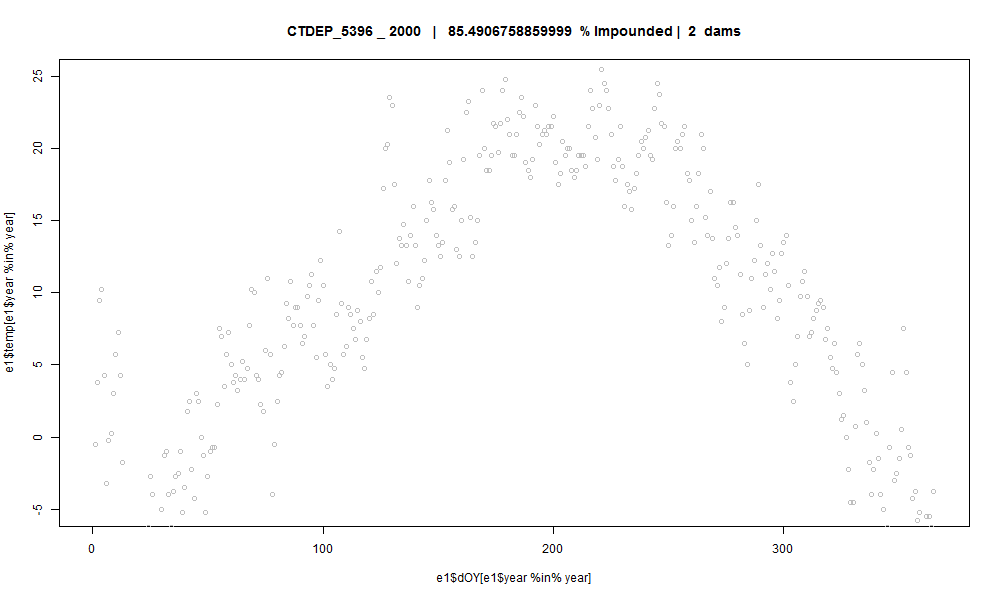 CTDEP_5396 _ 2000 | 85.4906758859999 % Impounded | 2 dams
25
20
15
10
5
0
-5
e1$temp[e1$year %in% year]
0 100 200 300
e1$dOY[e1$year %in% year]